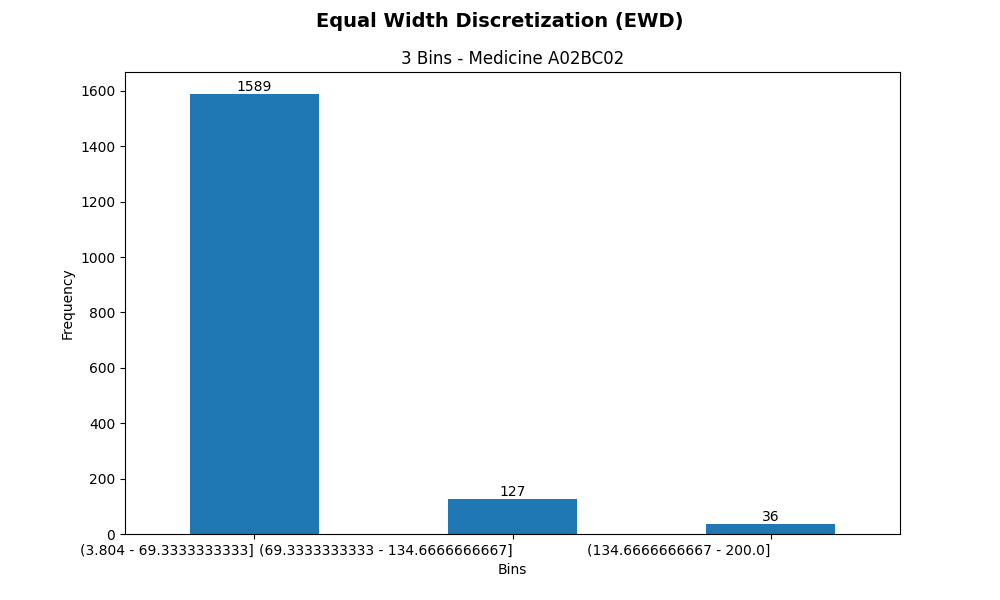 Equal Width Discretization (EWD)
3 Bins - Medicine A02BC02
1600
1400
1200
1000
800
600
400
200
0
Frequency
1589
127
36
(3.804 - 69.3333333333] (69.3333333333 - 134.6666666667] (134.6666666667 - 200.0]
Bins